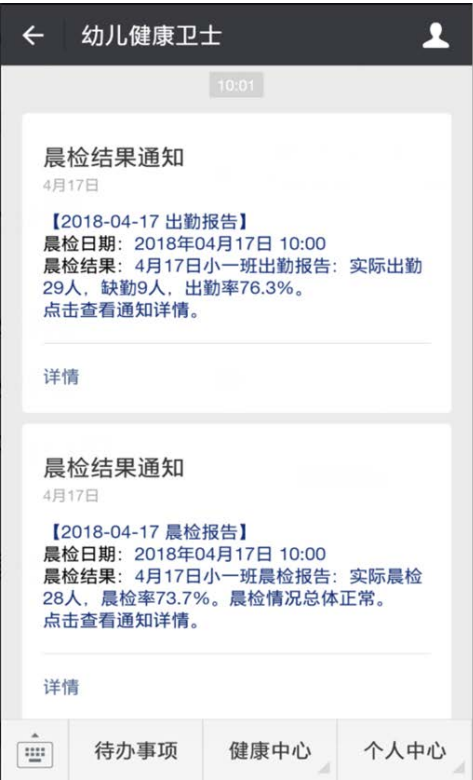 幼儿健康卫士
10:01
晨检结果通知
4月17日
【2018-04-17 出勤报告】
晨检日期：2018年04月17日 10:00
晨检结果：4月17日小一班出勤报告：实际出勤
29人，缺勤9人，出勤率76.3%。
点击查看通知详情。
详情
晨检结果通知
4月17日
【2018-04-17 晨检报告】
晨检日期：2018年04月17日 10:00
晨检结果：4月17日小一班晨检报告：实际晨检
28人，晨检率73.7%。晨检情况总体正常。
点击查看通知详情。
详情
待办事项
健康中心
个人中心